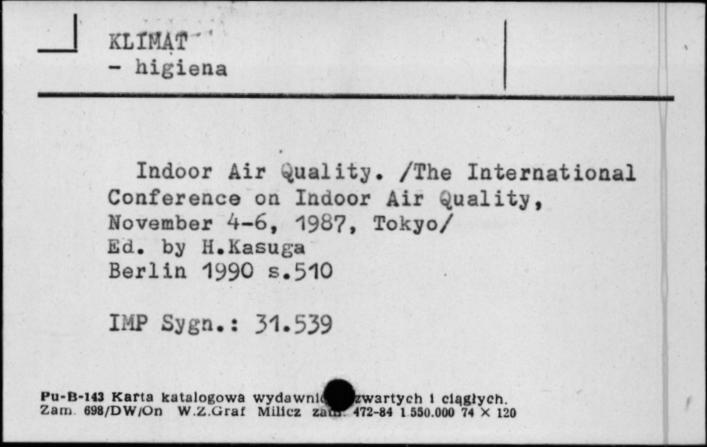 KLIMAT
- higiena
Indoor Air Quality. /The International
Conference on Indoor Air Quality,
November 4-6, 1987, Tokyo/
Ed. by H.Kasuga
Berlin 1990 s.510
IMP Sygn.: 31.539
Pu-B-143 Karta katalogowa wydawnic zwartych i ciągłych.
Zam. 698/DW/On W.Z.Graf Milicz zam. 472-84 1.550.000 74 × 120